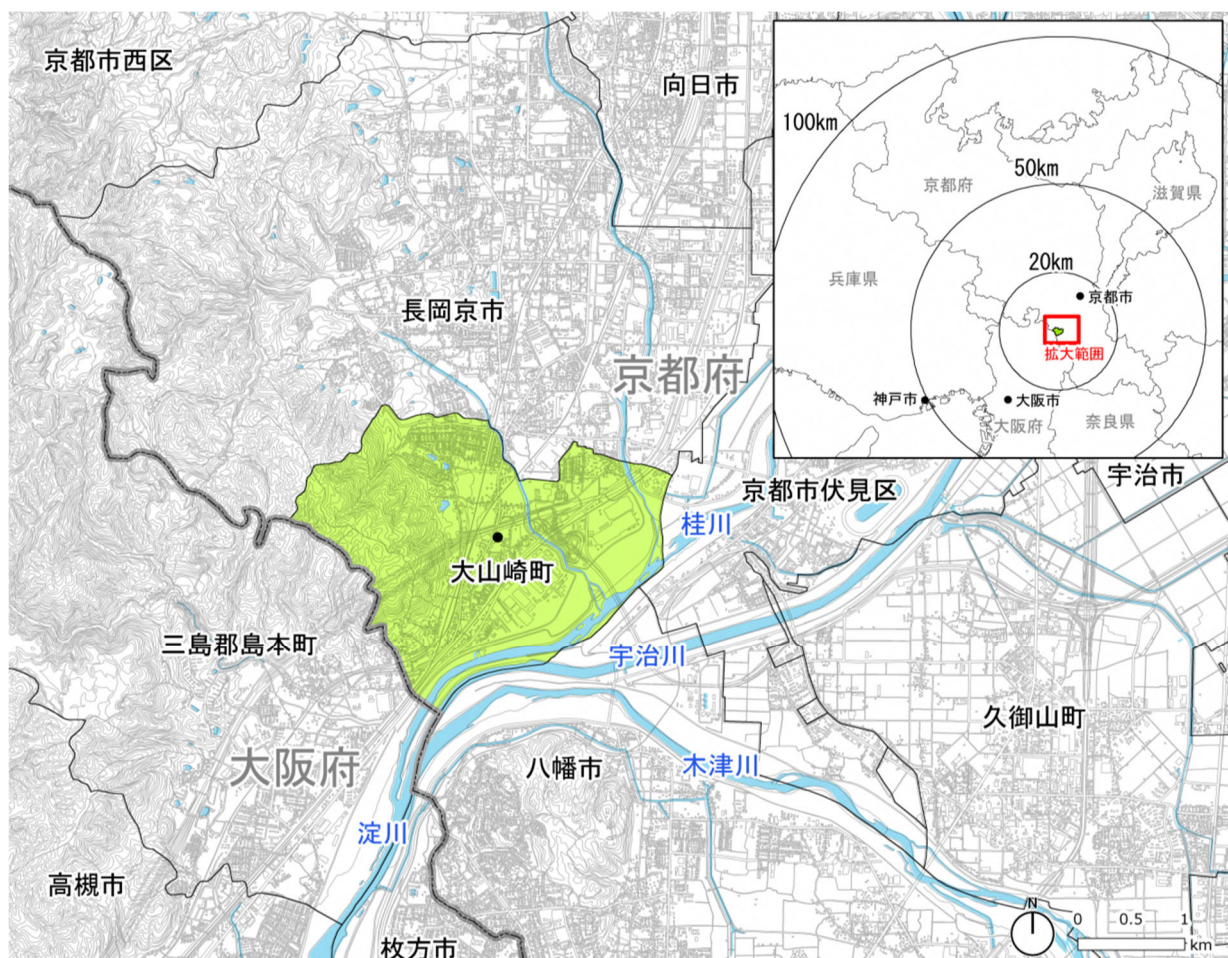 京都市西区
向日市
100km
50km
京都府
滋賀県
兵庫県
20km
京都市
拡大範囲
神戸市
大阪市
大阪府
奈良県
長岡京市
京都府
宇治市
京都市伏見区
桂川
大山崎町
三島郡島本町
宇治川
久御山町
大阪府
八幡市
木津川
淀川
高槻市
枚方市
N
0 0.5 1
km